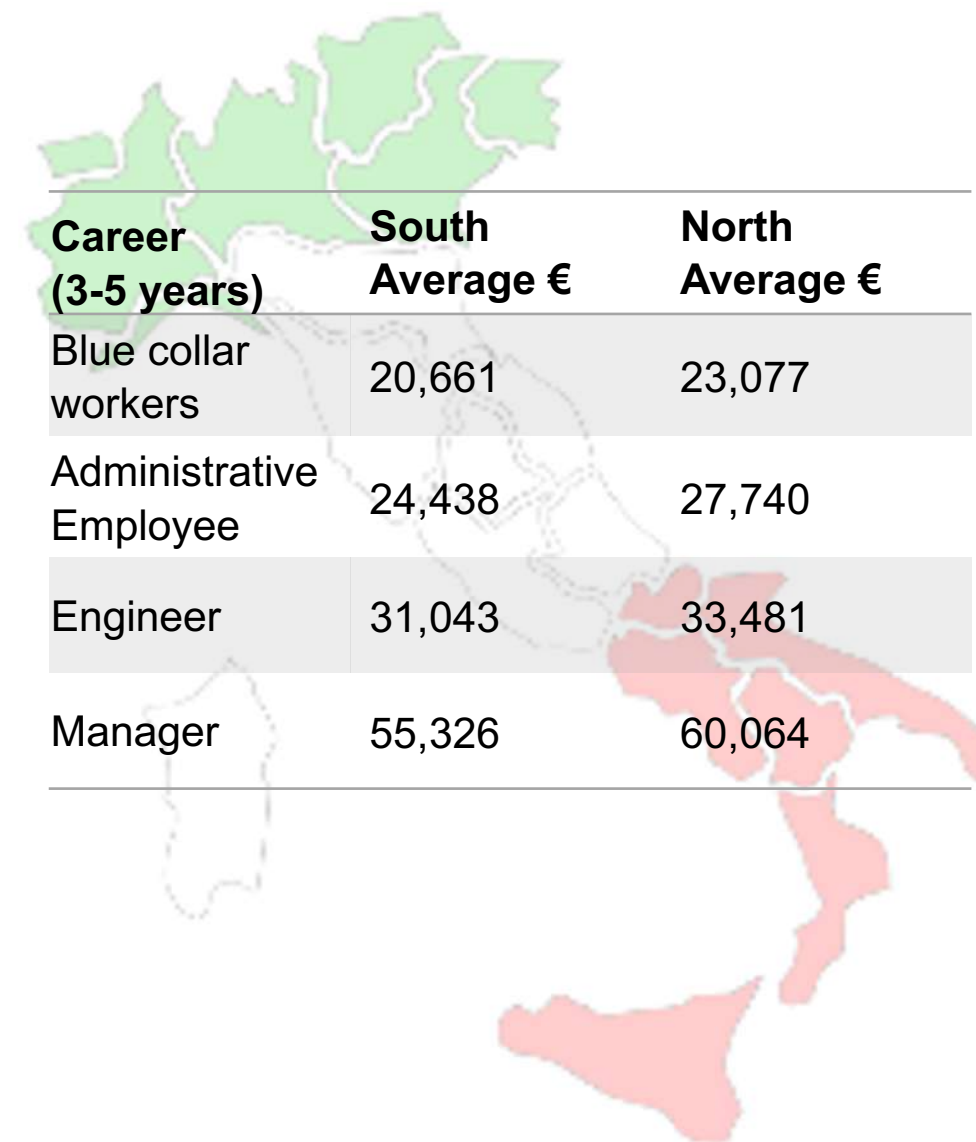 Career
(3-5 years)
South
Average €
North
Average €
Blue collar
workers
20,661
23,077
Administrative
Employee
24,438
27,740
Engineer
31,043
33,481
Manager
55,326
60,064